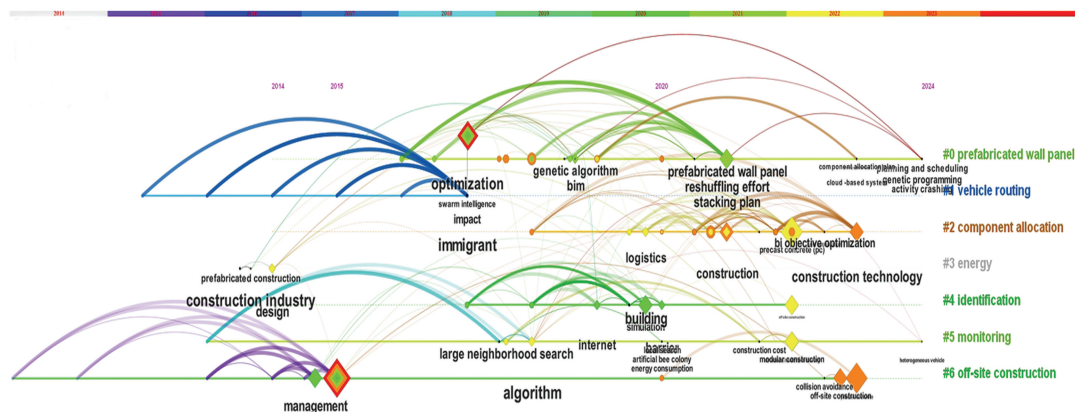 2014 2015 2016 2017 2018 2019 2020 2021 2022 2023
2014 2015 2020 2024
#0 prefabricated wall panel
genetic algorithm
bim
prefabricated wall panel
reshuffling effort
stacking plan
planning and scheduling
genetic programming
activity crashing
cloud-based system
optimization
#1 vehicle routing
swarm intelligence
impact
immigrant
#2 component allocation
bi objective optimization
precast concrete (pc)
logistics
#3 energy
prefabricated construction
construction
construction technology
construction industry
design
#4 identification
building
simulation
internet
#5 monitoring
large neighborhood search
barrier
artificial bee colony
energy consumption
construction cost
modular construction
heterogeneous vehicle
#6 off-site construction
management
algorithm
collision avoidance
off-site construction